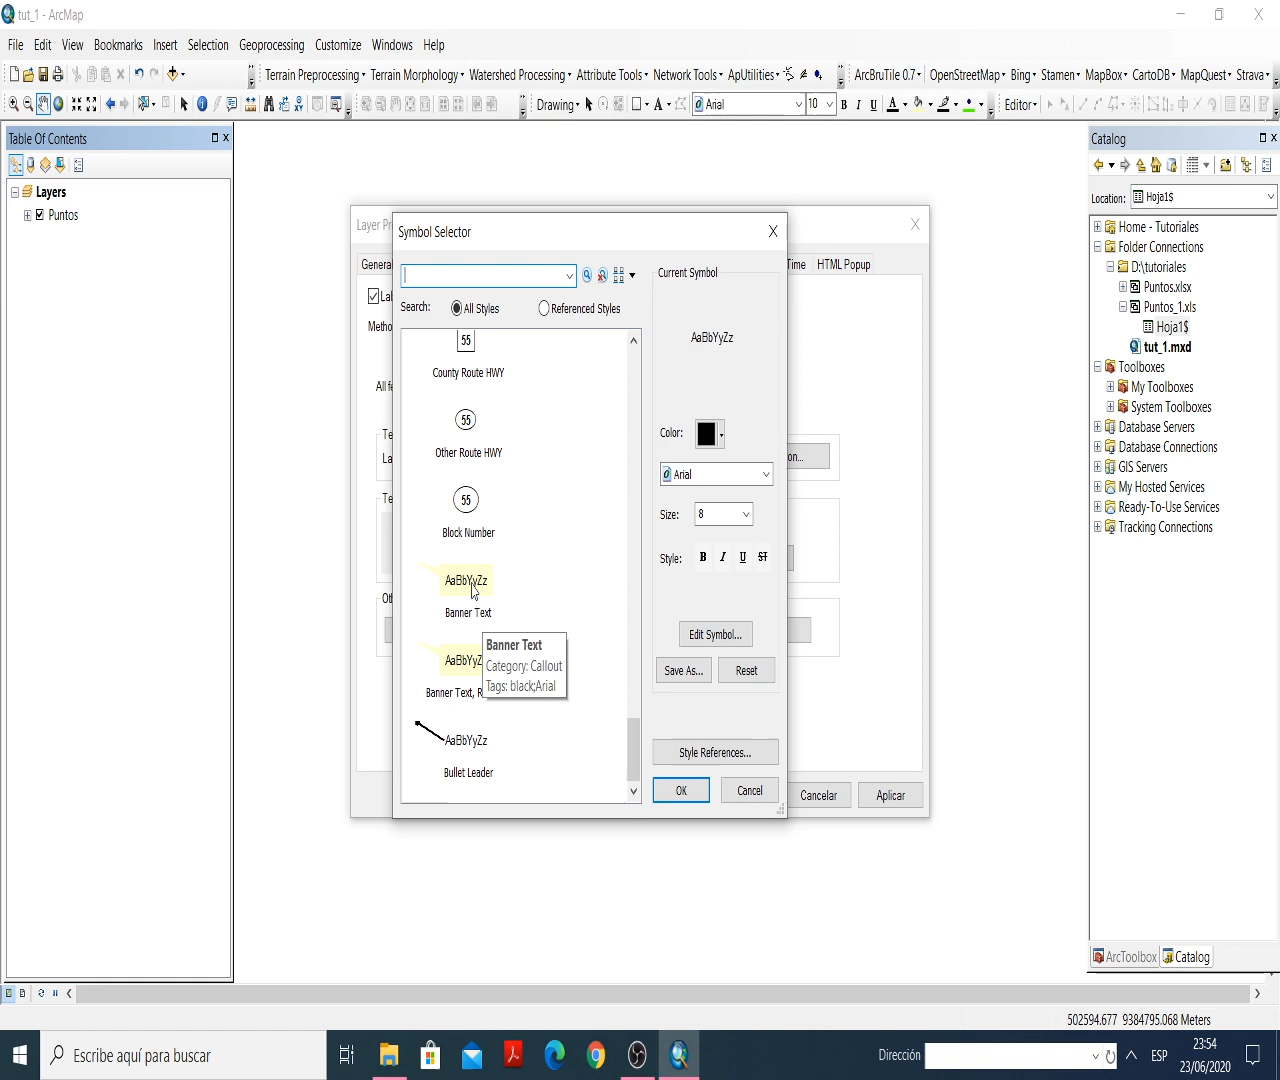 tut_1 - ArcMap
File Edit View Bookmarks Insert Selection Geoprocessing Customize Windows Help
Terrain Preprocessing Terrain Morphology Watershed Processing Attribute Tools Network Tools ApUtilities ArcBruTile 0.7 OpenStreetMap Bing Stamen MapBox CartoDB MapQuest Strava
Drawing Arial 10 B I U A Editor
Table Of Contents
Layers
Puntos
Layer Pr
Genera
Time HTML Popup
Lab
Metho
Symbol Selector
Search: All Styles Referenced Styles
55
County Route HWY
55
Other Route HWY
55
Block Number
AaBbYyZz
Banner Text
AaBbYyZ
Banner Text, R
AaBbYyZz
Bullet Leader
Banner Text
Category: Callout
Tags: black;Arial
Current Symbol
AaBbYyZz
Color:
Arial
Size: 8
Style: B I U ST
Edit Symbol...
Save As... Reset
Style References...
OK Cancel
on...
Cancelar Aplicar
Catalog
Location: Hoja1$
Home - Tutoriales
Folder Connections
D:\tutoriales
Puntos.xlsx
Puntos_1.xls
Hoja1$
tut_1.mxd
Toolboxes
My Toolboxes
System Toolboxes
Database Servers
Database Connections
GIS Servers
My Hosted Services
Ready-To-Use Services
Tracking Connections
ArcToolbox Catalog
502594.677 9384795.068 Meters
Escribe aquí para buscar
Dirección
ESP
23:54
23/06/2020